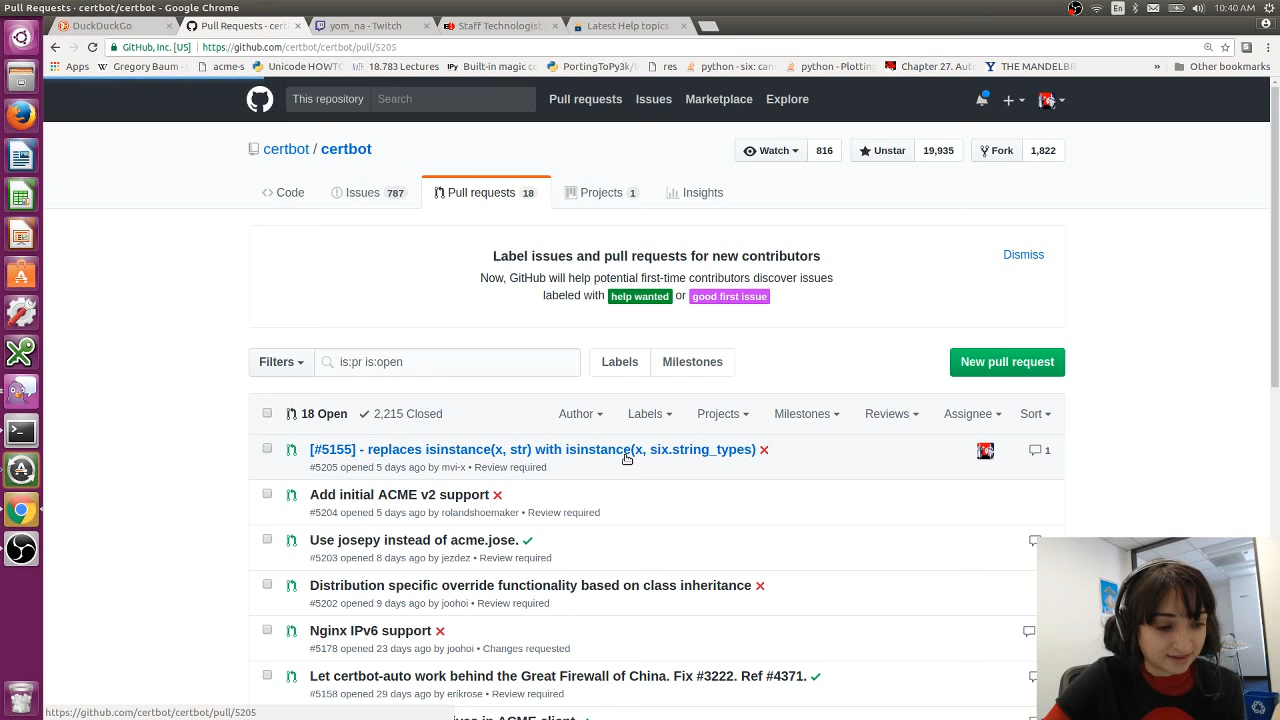 Pull Requests - certbot/certbot - Google Chrome
En
10:40 AM
DuckDuckGo
Pull Requests - certbot/c
yom_na - Twitch
Staff Technologist
Latest Help topics
GitHub, Inc. [US]
https://github.com/certbot/certbot/pull/5205
Apps
Gregory Baum -
acme-s
Unicode HOWT
18.783 Lectures
IPy Built-in magic c
PortingToPy3k/E
res
python - six: can
python - Plotting
Chapter 27. Auto
THE MANDELBR
»
Other bookmarks
This repository
Search
Pull requests
Issues
Marketplace
Explore
certbot / certbot
Watch
816
Unstar
19,935
Fork
1,822
Code
Issues 787
Pull requests 18
Projects 1
Insights
Label issues and pull requests for new contributors
Dismiss
Now, GitHub will help potential first-time contributors discover issues
labeled with help wanted or good first issue
Filters
is:pr is:open
Labels
Milestones
New pull request
18 Open
2,215 Closed
Author
Labels
Projects
Milestones
Reviews
Assignee
Sort
[#5155] - replaces isinstance(x, str) with isinstance(x, six.string_types)
1
#5205 opened 5 days ago by mvi-x • Review required
Add initial ACME v2 support
#5204 opened 5 days ago by rolandshoemaker • Review required
Use josepy instead of acme.jose.
#5203 opened 8 days ago by jezdez • Review required
Distribution specific override functionality based on class inheritance
#5202 opened 9 days ago by joohoi • Review required
Nginx IPv6 support
#5178 opened 23 days ago by joohoi • Changes requested
Let certbot-auto work behind the Great Firewall of China. Fix #3222. Ref #4371.
#5158 opened 29 days ago by erikrose • Review required
https://github.com/certbot/certbot/pull/5205
in ACME client